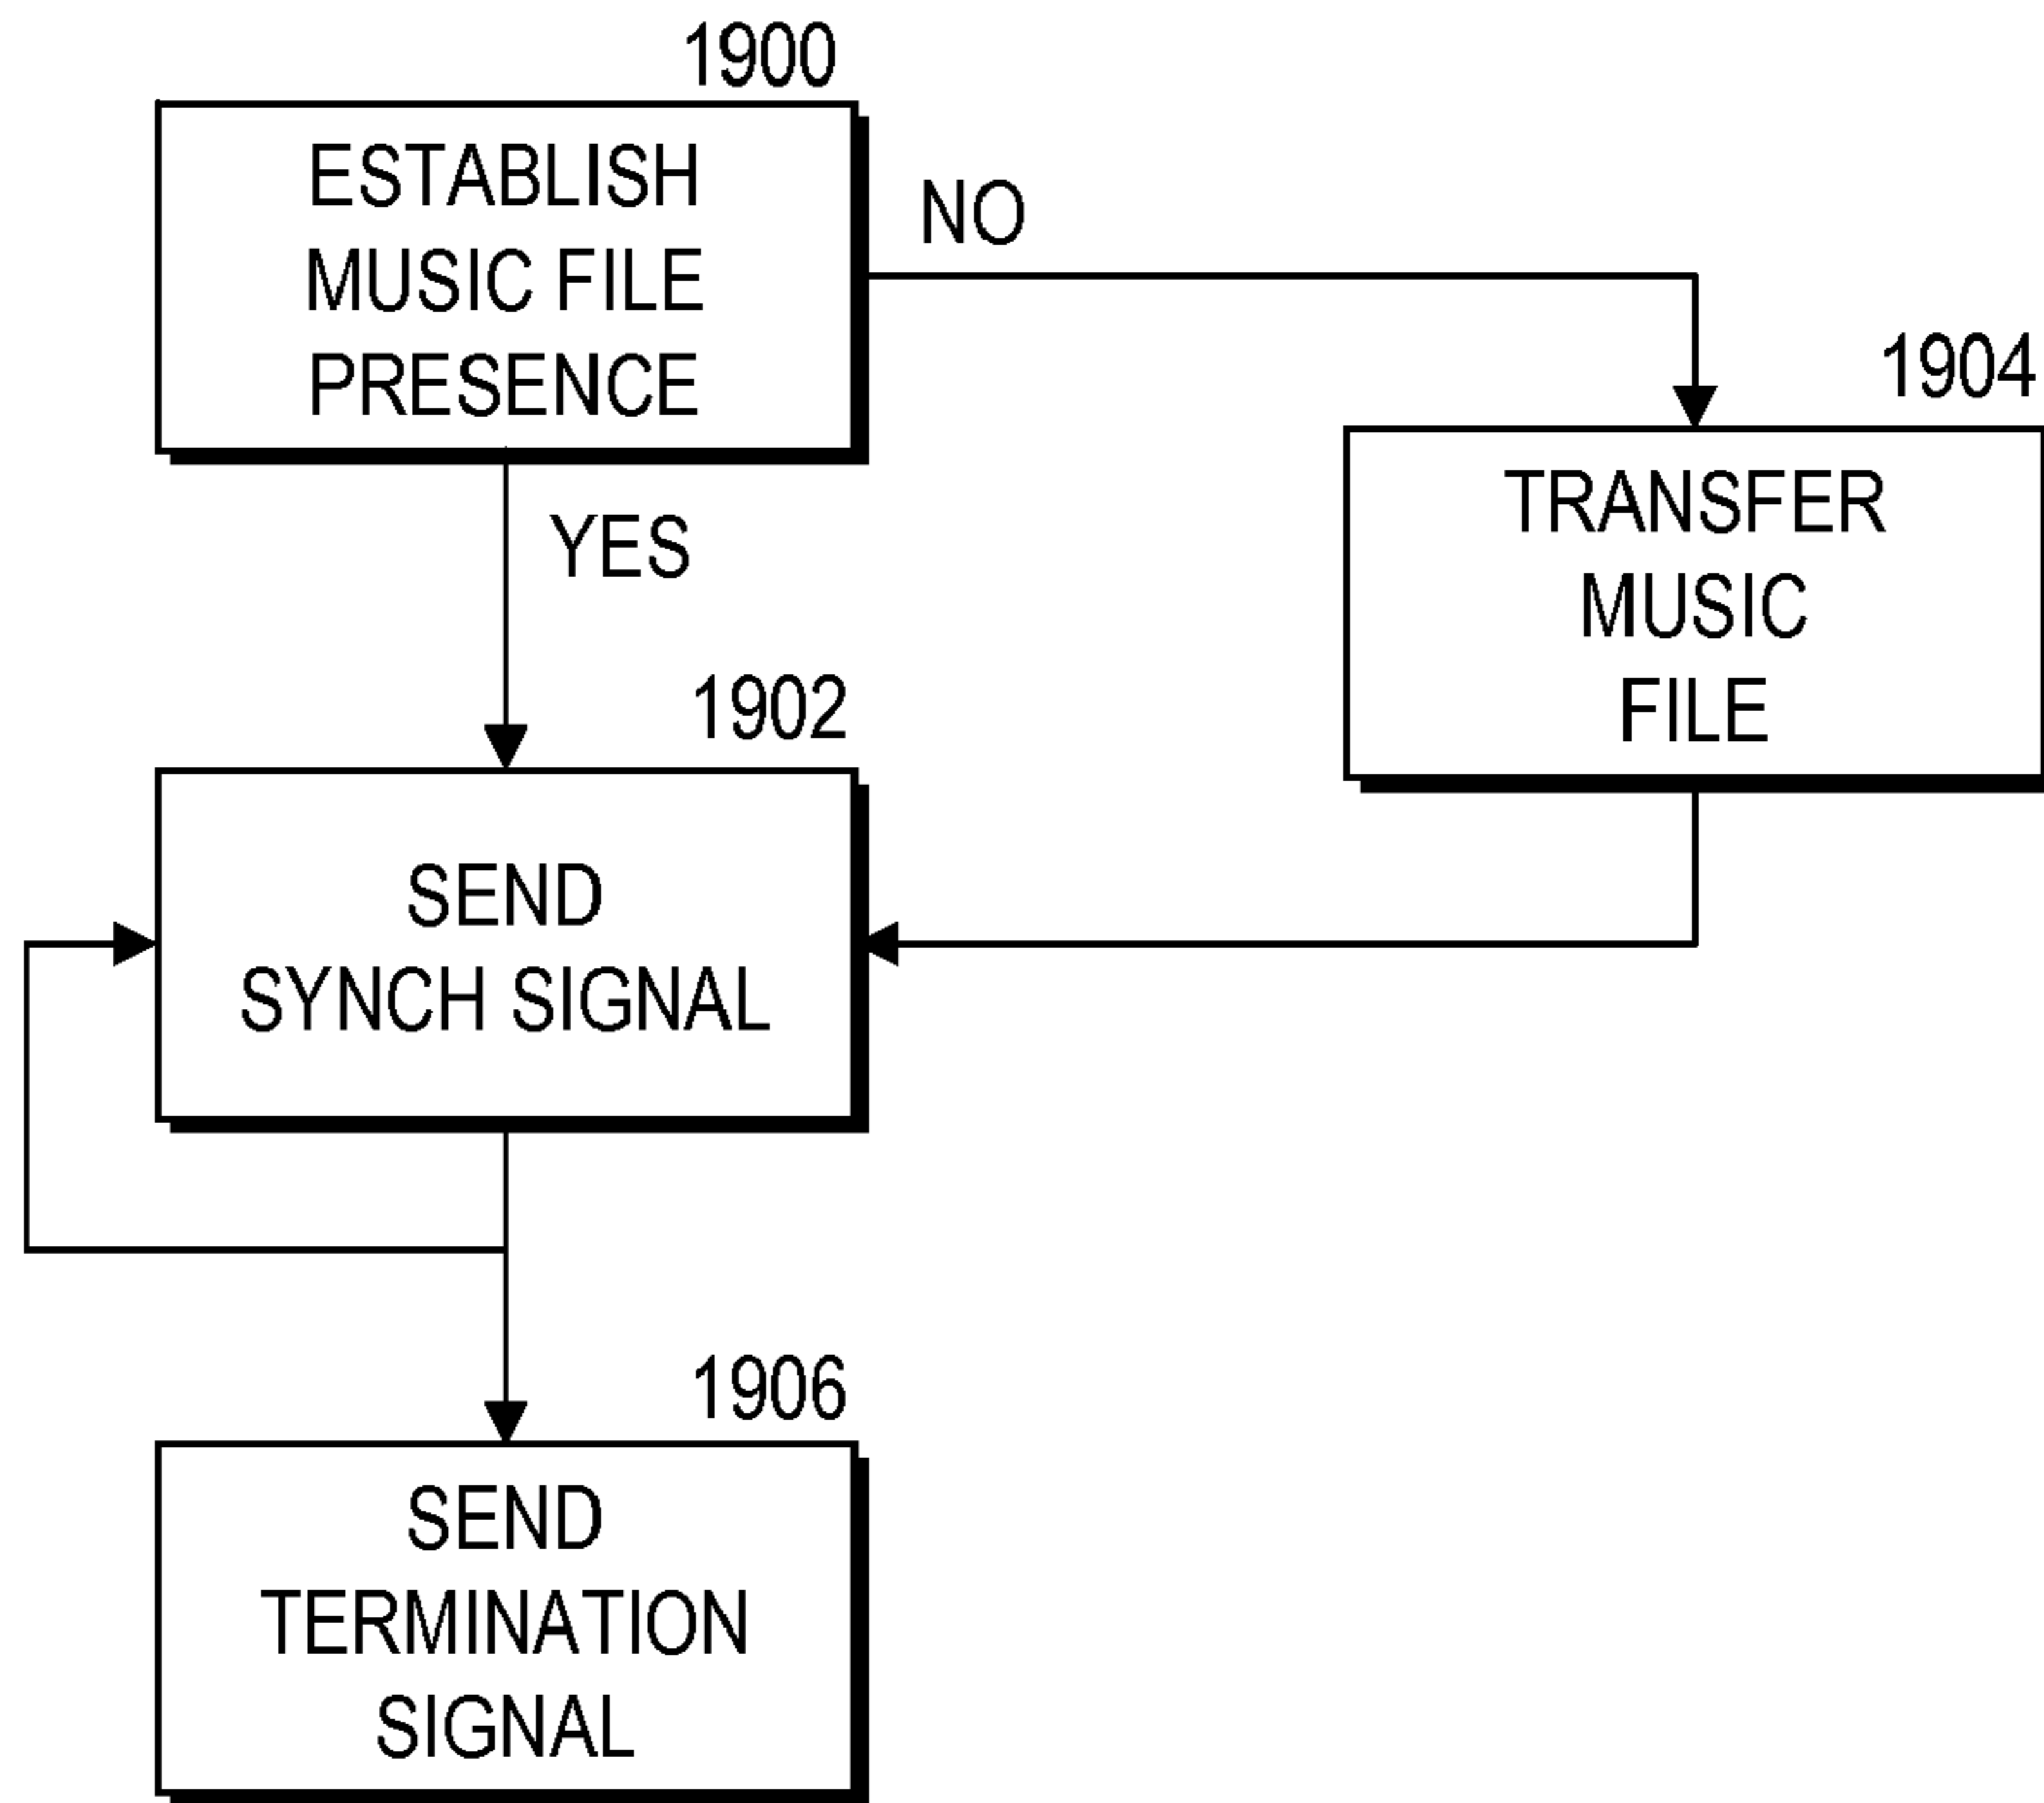 1900
ESTABLISH
MUSIC FILE
PRESENCE
NO
YES
1904
TRANSFER
MUSIC
FILE
1902
SEND
SYNCH SIGNAL
1906
SEND
TERMINATION
SIGNAL